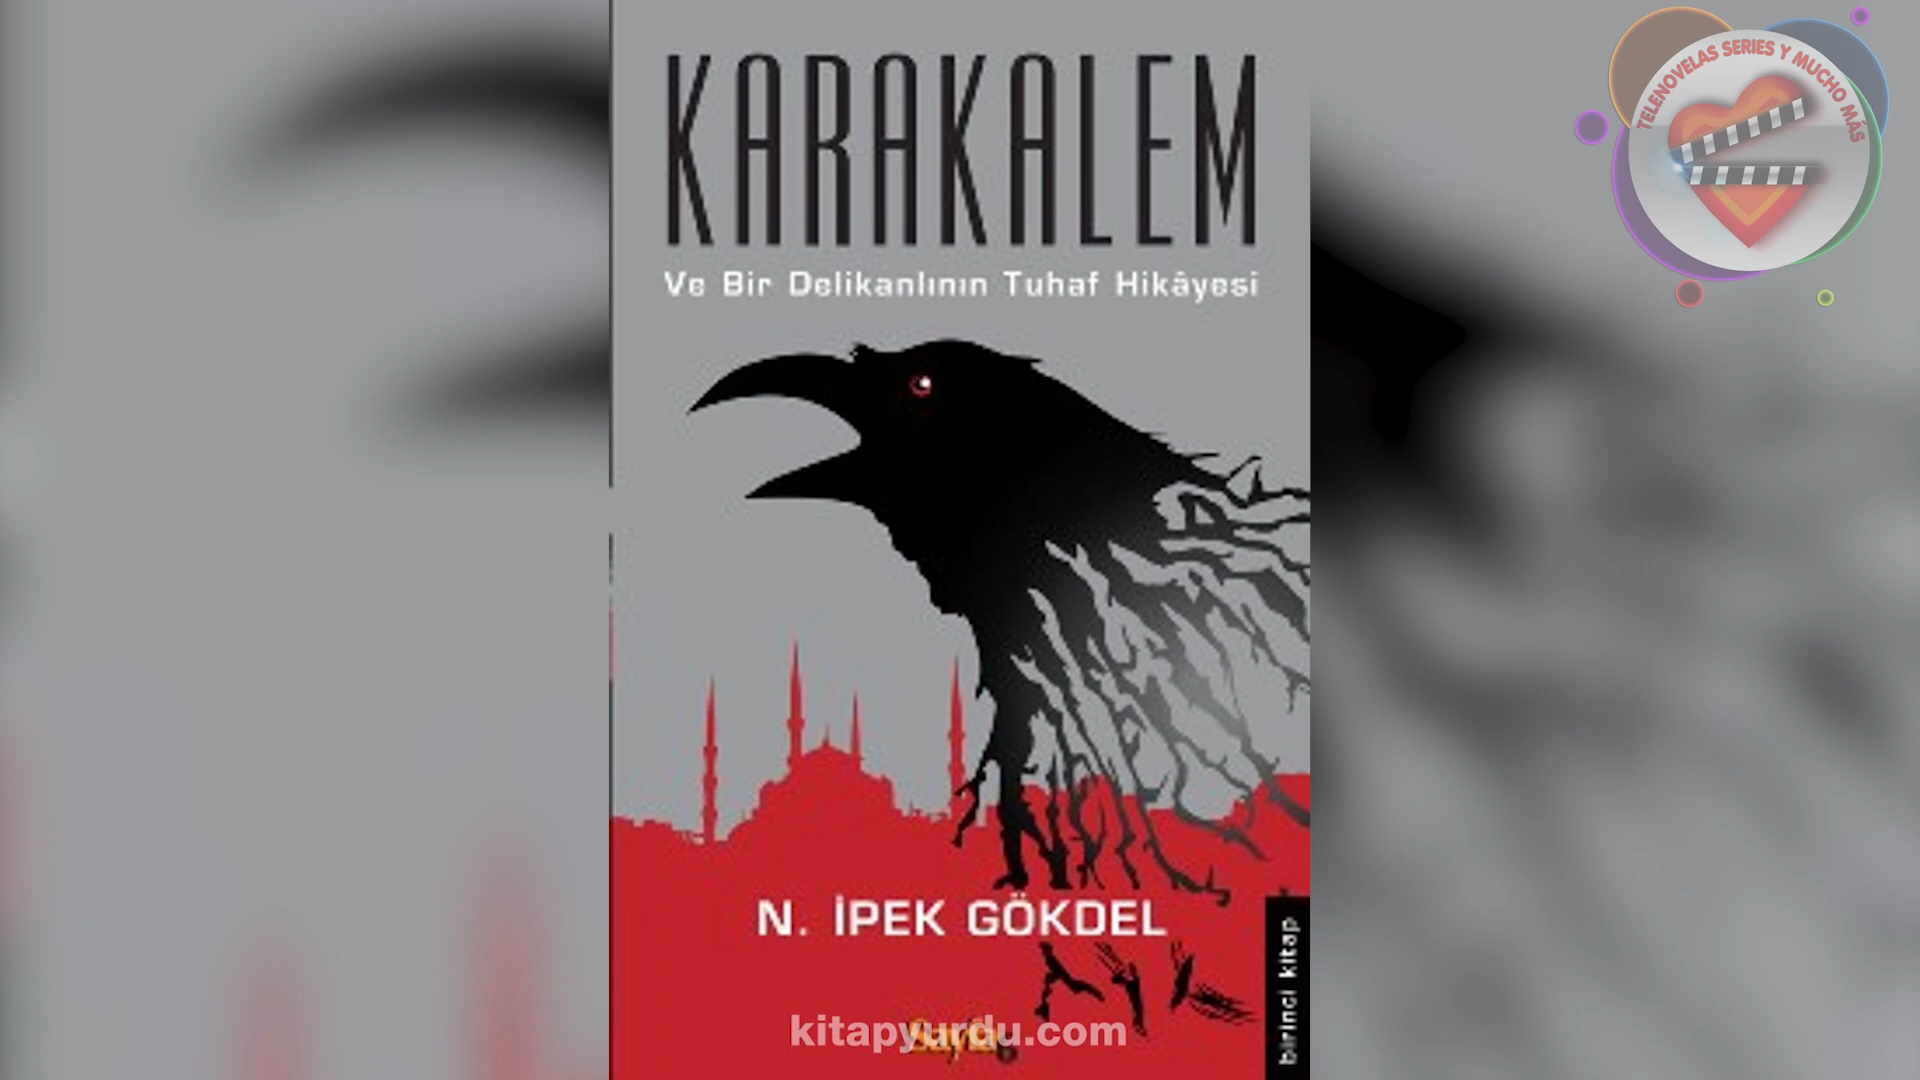 KARAKALEM
Ve Bir Delikanlının Tuhaf Hikâyesi
N. İPEK GÖKDEL
birinci kitap
kitapyurdu.com
TELENOVELAS SERIES Y MUCHO MÁS